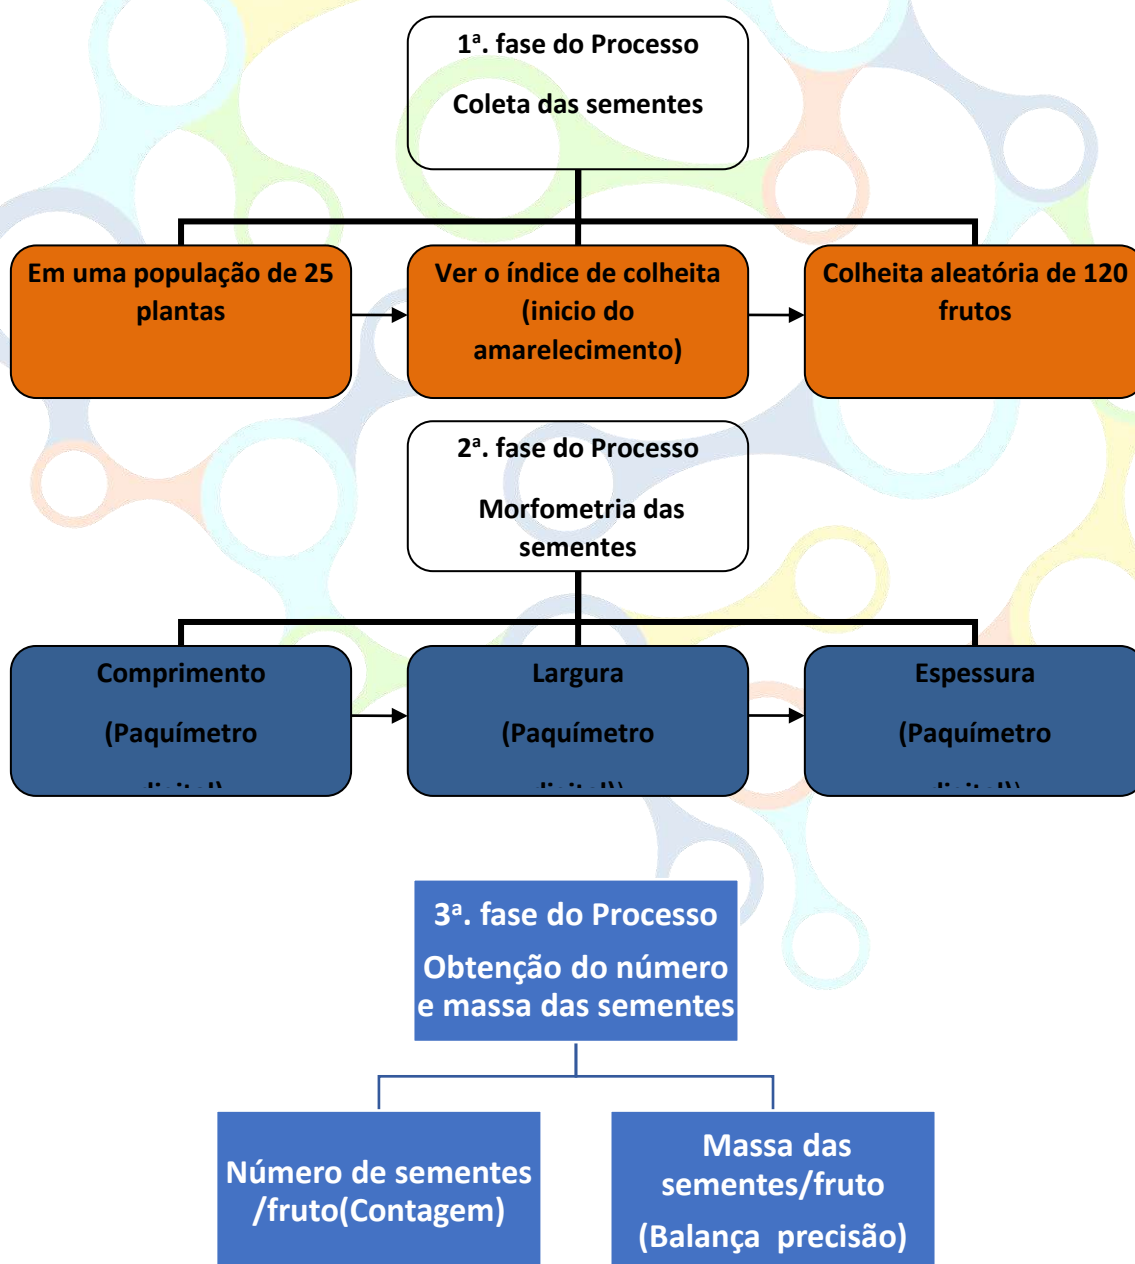 1ª. fase do Processo
Coleta das sementes
Em uma população de 25
plantas
Ver o índice de colheita
(inicio do
amarelecimento)
Colheita aleatória de 120
frutos
2ª. fase do Processo
Morfometria das
sementes
Comprimento
(Paquímetro
Largura
(Paquímetro
Espessura
(Paquímetro
3ª. fase do Processo
Obtenção do número
e massa das sementes
Número de sementes
/fruto(Contagem)
Massa das
sementes/fruto
(Balança precisão)